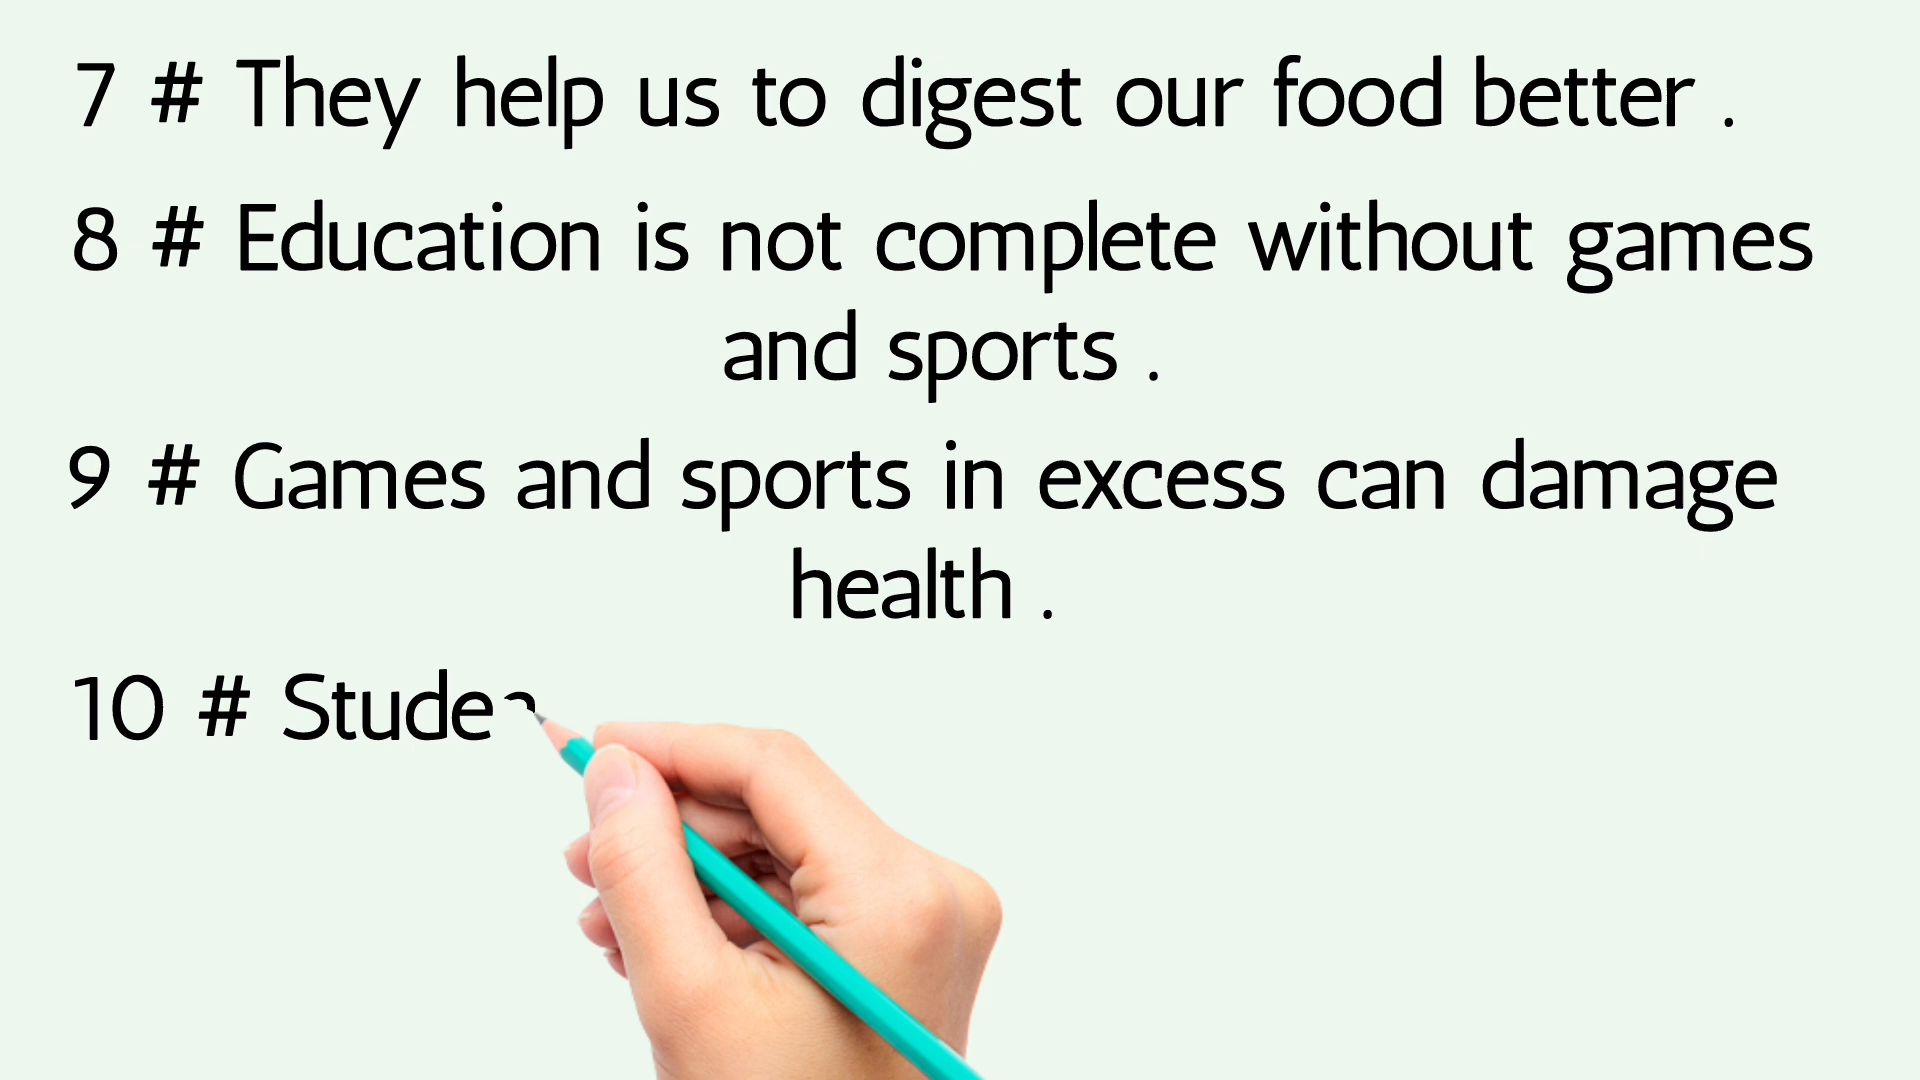 7 # They help us to digest our food better .
8 # Education is not complete without games
and sports .
9 # Games and sports in excess can damage
health .
10 #